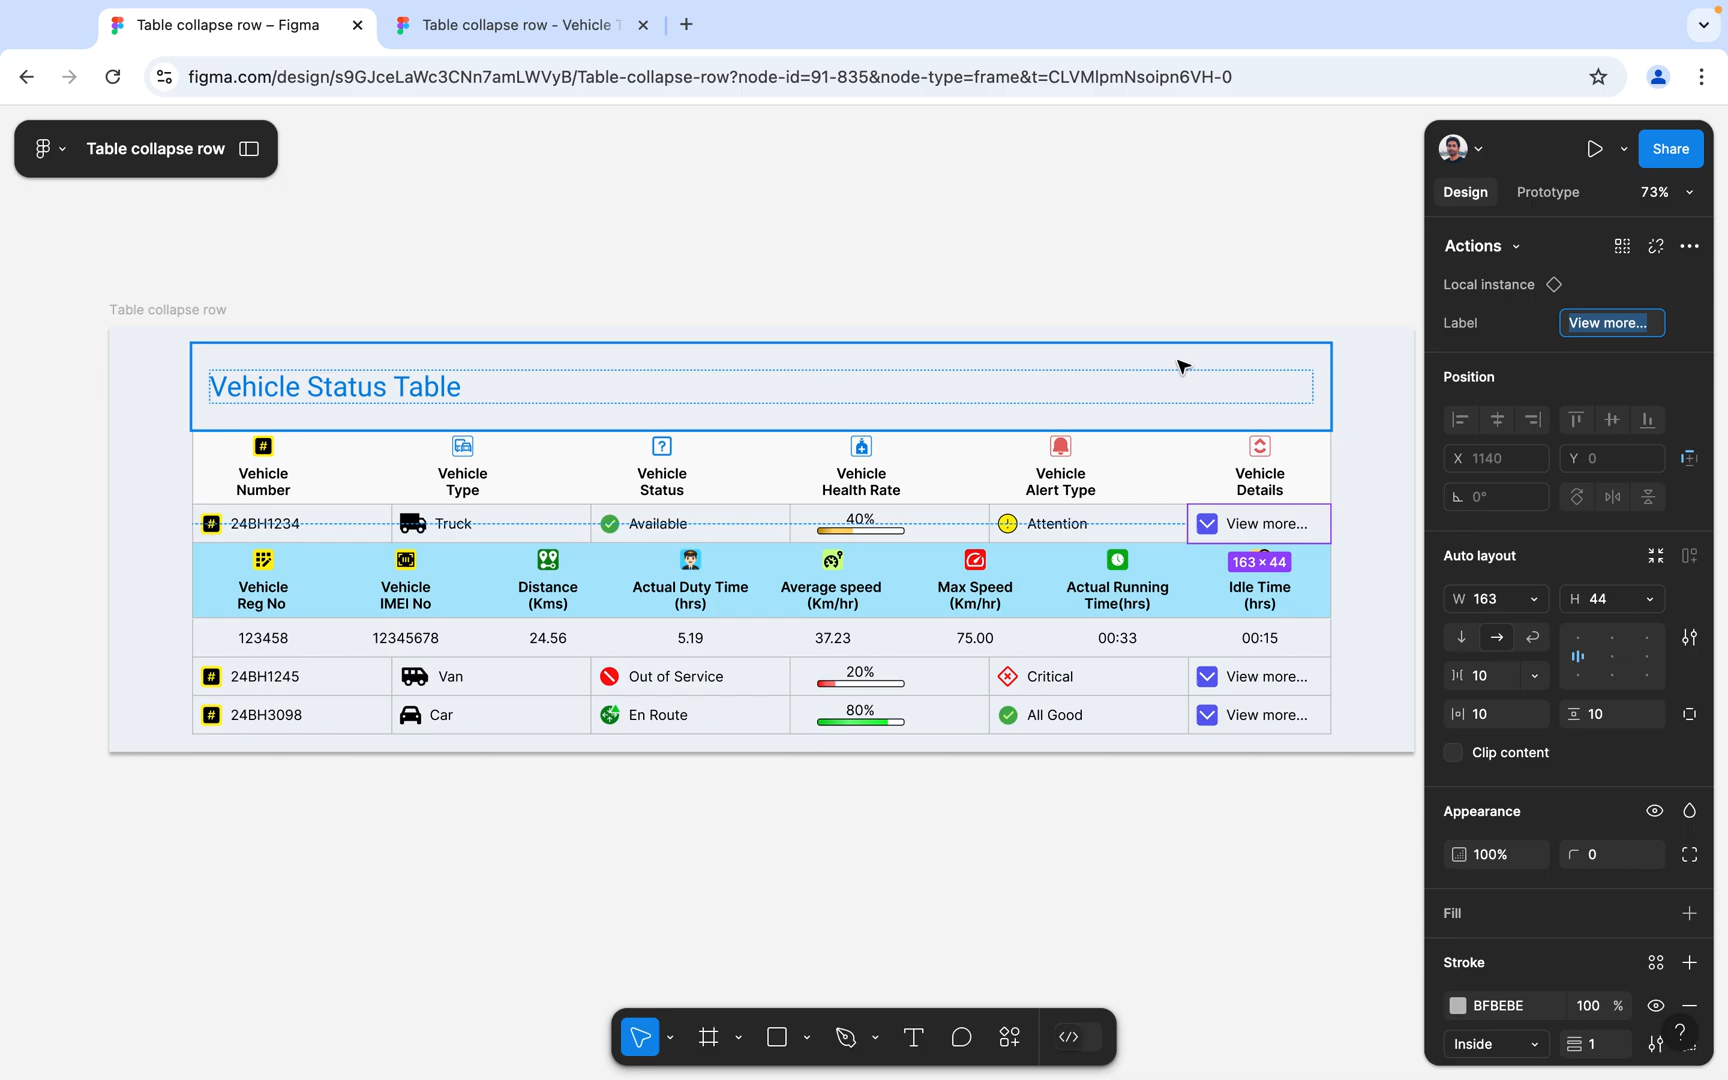 Table collapse row – Figma
Table collapse row - Vehicle T
figma.com/design/s9GJceLaWc3CNn7amLWVyB/Table-collapse-row?node-id=91-835&node-type=frame&t=CLVMlpmNsoipn6VH-0
Table collapse row
Share
Design
Prototype
73%
Actions
Local instance
Label
View more...
Position
X 1140
Y 0
0°
Auto layout
W 163
H 44
10
10
10
Clip content
Appearance
100%
0
Fill
Stroke
BFBEBE 100 %
Inside
1
?
Table collapse row
Vehicle Status Table
#
?
Vehicle Number
Vehicle Type
Vehicle Status
Vehicle Health Rate
Vehicle Alert Type
Vehicle Details
# 24BH1234 Truck Available 40% Attention View more...
163 × 44
Vehicle Reg No
Vehicle IMEI No
Distance (Kms)
Actual Duty Time (hrs)
Average speed (Km/hr)
Max Speed (Km/hr)
Actual Running Time(hrs)
Idle Time (hrs)
123458 12345678 24.56 5.19 37.23 75.00 00:33 00:15
# 24BH1245 Van Out of Service 20% Critical View more...
# 24BH3098 Car En Route 80% All Good View more...